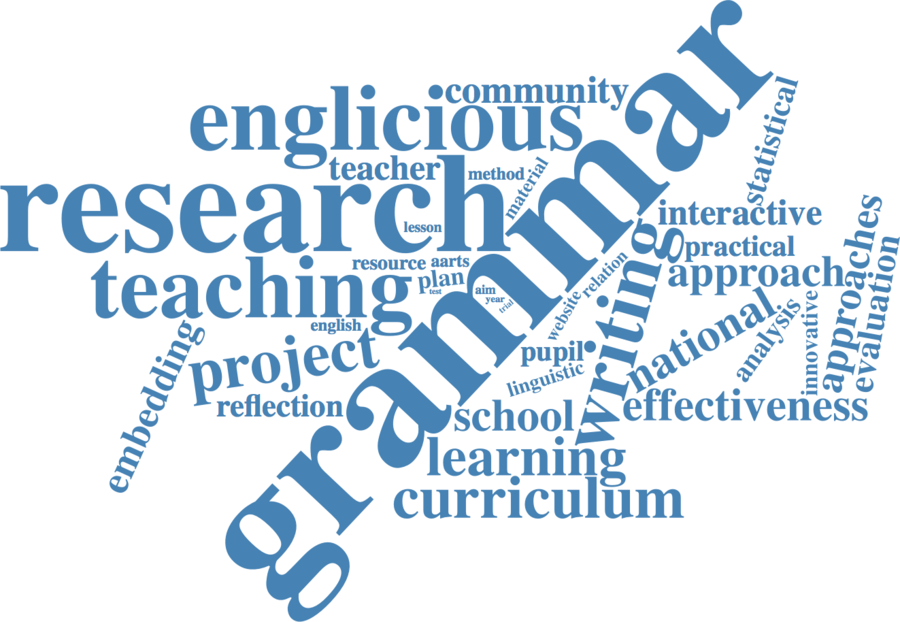 community
englicious
grammar
statistical
teacher
method
material
research
lesson
interactive
practical
approach
approaches
evaluation
resource
aarts
plan
test
teaching
aim
year
trial
website
relation
writing
english
embedding
project
pupil
linguistic
national
analysis
innovative
reflection
school
effectiveness
learning
curriculum